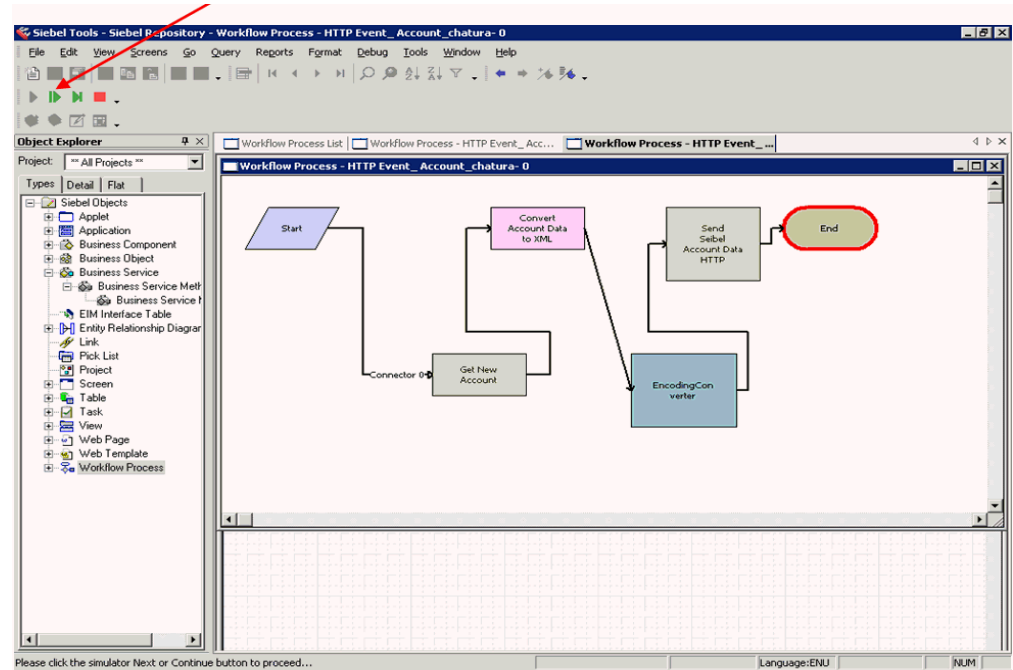 Siebel Tools - Siebel Repository - Workflow Process - HTTP Event_ Account_chatura- 0
File Edit View Screens Go Query Reports Format Debug Tools Window Help
Object Explorer
Workflow Process List
Workflow Process - HTTP Event_ Acc...
Workflow Process - HTTP Event_ ...
Project: ** All Projects **
Types Detail Flat
Siebel Objects
Applet
Application
Business Component
Business Object
Business Service
Business Service Meth
Business Service
EIM Interface Table
Entity Relationship Diagrar
Link
Pick List
Project
Screen
Table
Task
View
Web Page
Web Template
Workflow Process
Workflow Process - HTTP Event_ Account_chatura- 0
Start
Convert
Account Data
to XML
Send
Seibel
Account Data
HTTP
End
Connector 0
Get New
Account
EncodingCon
verter
Please click the simulator Next or Continue button to proceed...
Language:ENU
NUM